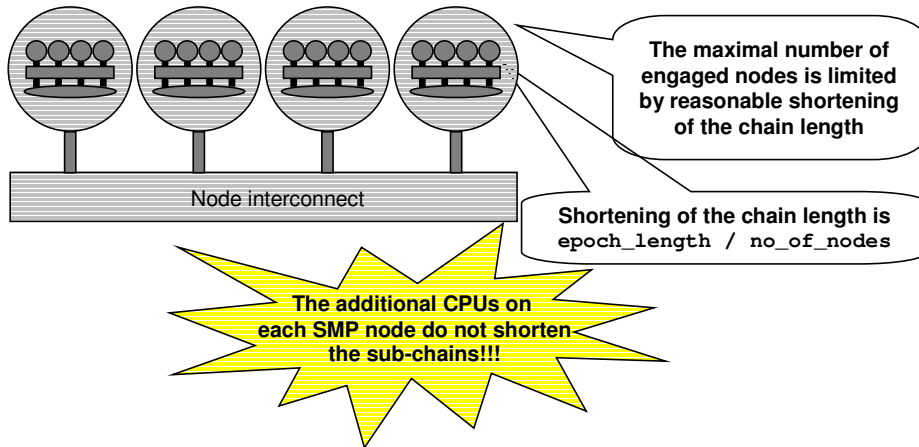 The maximal number of
engaged nodes is limited
by reasonable shortening
of the chain length
Node interconnect
Shortening of the chain length is
epoch_length / no_of_nodes
The additional CPUs on
each SMP node do not shorten
the sub-chains!!!